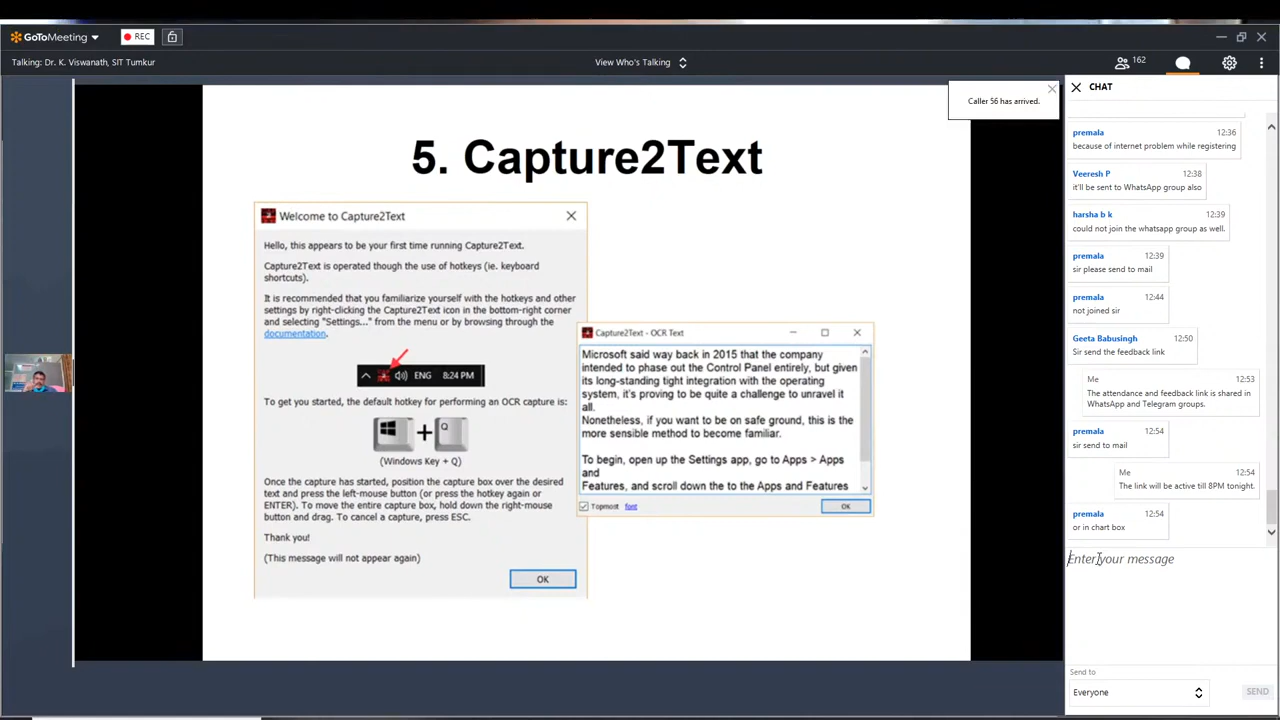 GoToMeeting
REC
Talking: Dr. K. Viswanath, SIT Tumkur
View Who's Talking
162
Caller 56 has arrived.
5. Capture2Text
Welcome to Capture2Text
Hello, this appears to be your first time running Capture2Text.
Capture2Text is operated though the use of hotkeys (ie. keyboard
shortcuts).
It is recommended that you familiarize yourself with the hotkeys and other
settings by right-clicking the Capture2Text icon in the bottom-right corner
and selecting "Settings..." from the menu or by browsing through the
documentation.
ENG 8:24 PM
To get you started, the default hotkey for performing an OCR capture is:
+ Q
(Windows Key + Q)
Once the capture has started, position the capture box over the desired
text and press the left-mouse button (or press the hotkey again or
ENTER). To move the entire capture box, hold down the right-mouse
button and drag. To cancel a capture, press ESC.
Thank you!
(This message will not appear again)
OK
Capture2Text - OCR Text
Microsoft said way back in 2015 that the company
intended to phase out the Control Panel entirely, but given
its long-standing tight integration with the operating
system, it's proving to be quite a challenge to unravel it
all.
Nonetheless, if you want to be on safe ground, this is the
more sensible method to become familiar.
To begin, open up the Settings app, go to Apps > Apps
and
Features, and scroll down the to the Apps and Features
Topmost font
OK
CHAT
premala 12:36
because of internet problem while registering
Veeresh P 12:38
it'll be sent to WhatsApp group also
harsha b k 12:39
could not join the whatsapp group as well.
premala 12:39
sir please send to mail
premala 12:44
not joined sir
Geeta Babusingh 12:50
Sir send the feedback link
Me 12:53
The attendance and feedback link is shared in
WhatsApp and Telegram groups.
premala 12:54
sir send to mail
Me 12:54
The link will be active till 8PM tonight.
premala 12:54
or in chart box
Enter your message
Send to
Everyone
SEND